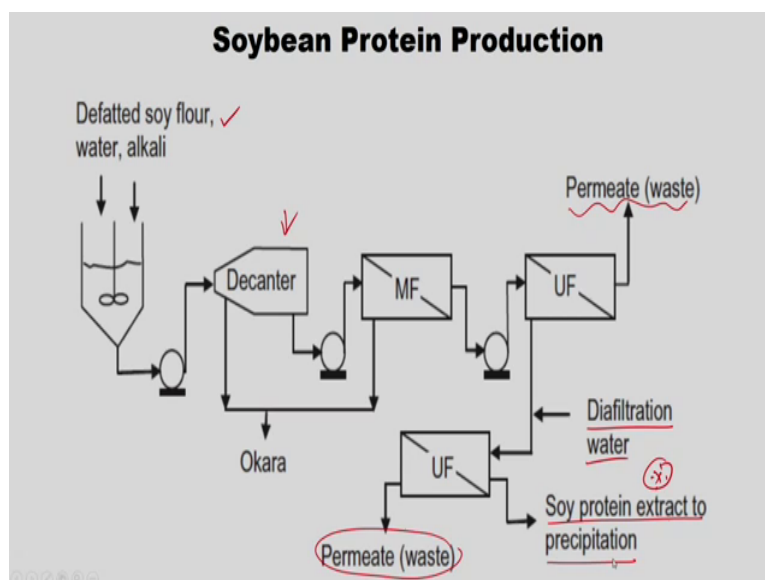 Soybean Protein Production
Defatted soy flour,
water, alkali
Permeate (waste)
Decanter
MF
UF
Diafiltration
water
Okara
UF
Soy protein extract to
precipitation
Permeate (waste)